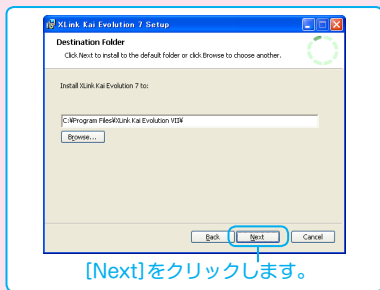 XLink Kai Evolution 7 Setup
Destination Folder
Click Next to install to the default folder or click Browse to choose another.
Install XLink Kai Evolution 7 to:
C:¥Program Files¥XLink Kai Evolution VII¥
Browse...
Back Next Cancel
[Next]をクリックします。